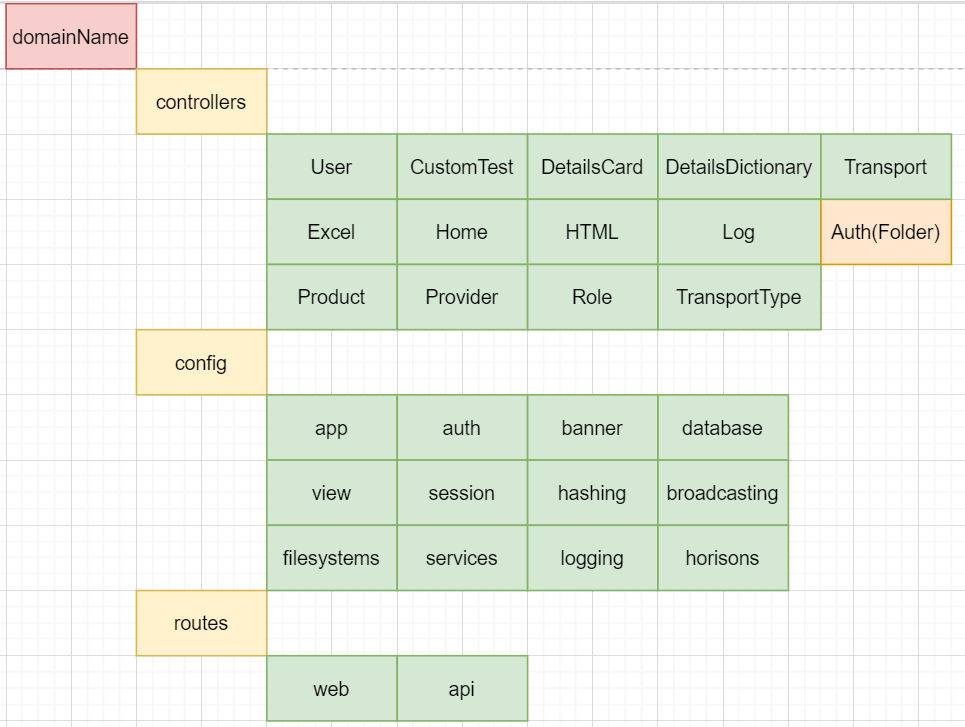 domainName
controllers
User CustomTest DetailsCard DetailsDictionary Transport
Excel Home HTML Log Auth(Folder)
Product Provider Role TransportType
config
app auth banner database
view session hashing broadcasting
filesystems services logging horisons
routes
web api